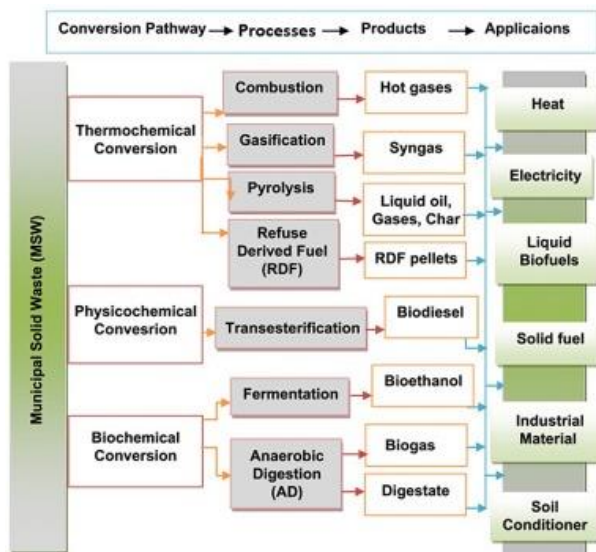 Conversion Pathway → Processes → Products → Applicaions
Municipal Solid Waste (MSW)
Thermochemical
Conversion
Combustion
Hot gases
Gasification
Syngas
Pyrolysis
Liquid oil,
Gases, Char
Refuse
Derived Fuel
(RDF)
RDF pellets
Physicochemical
Convesrion
Transesterification
Biodiesel
Biochemical
Conversion
Fermentation
Bioethanol
Anaerobic
Digestion
(AD)
Biogas
Digestate
Heat
Electricity
Liquid
Biofuels
Solid fuel
Industrial
Material
Soil
Conditioner